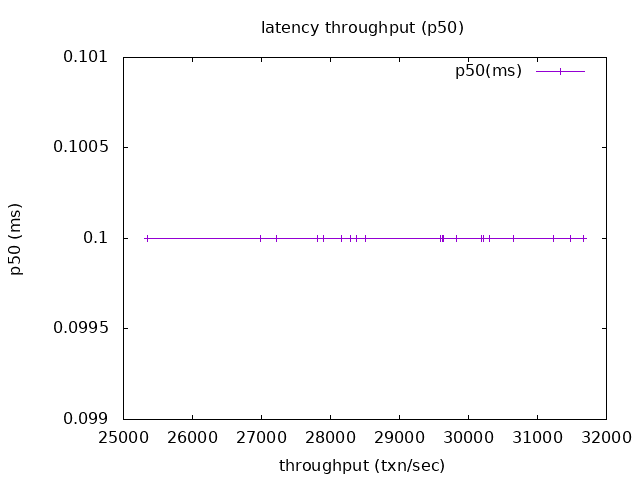 latency throughput (p50)
p50(ms)
0.101
0.1005
0.1
0.0995
0.099
p50 (ms)
25000 26000 27000 28000 29000 30000 31000 32000
throughput (txn/sec)